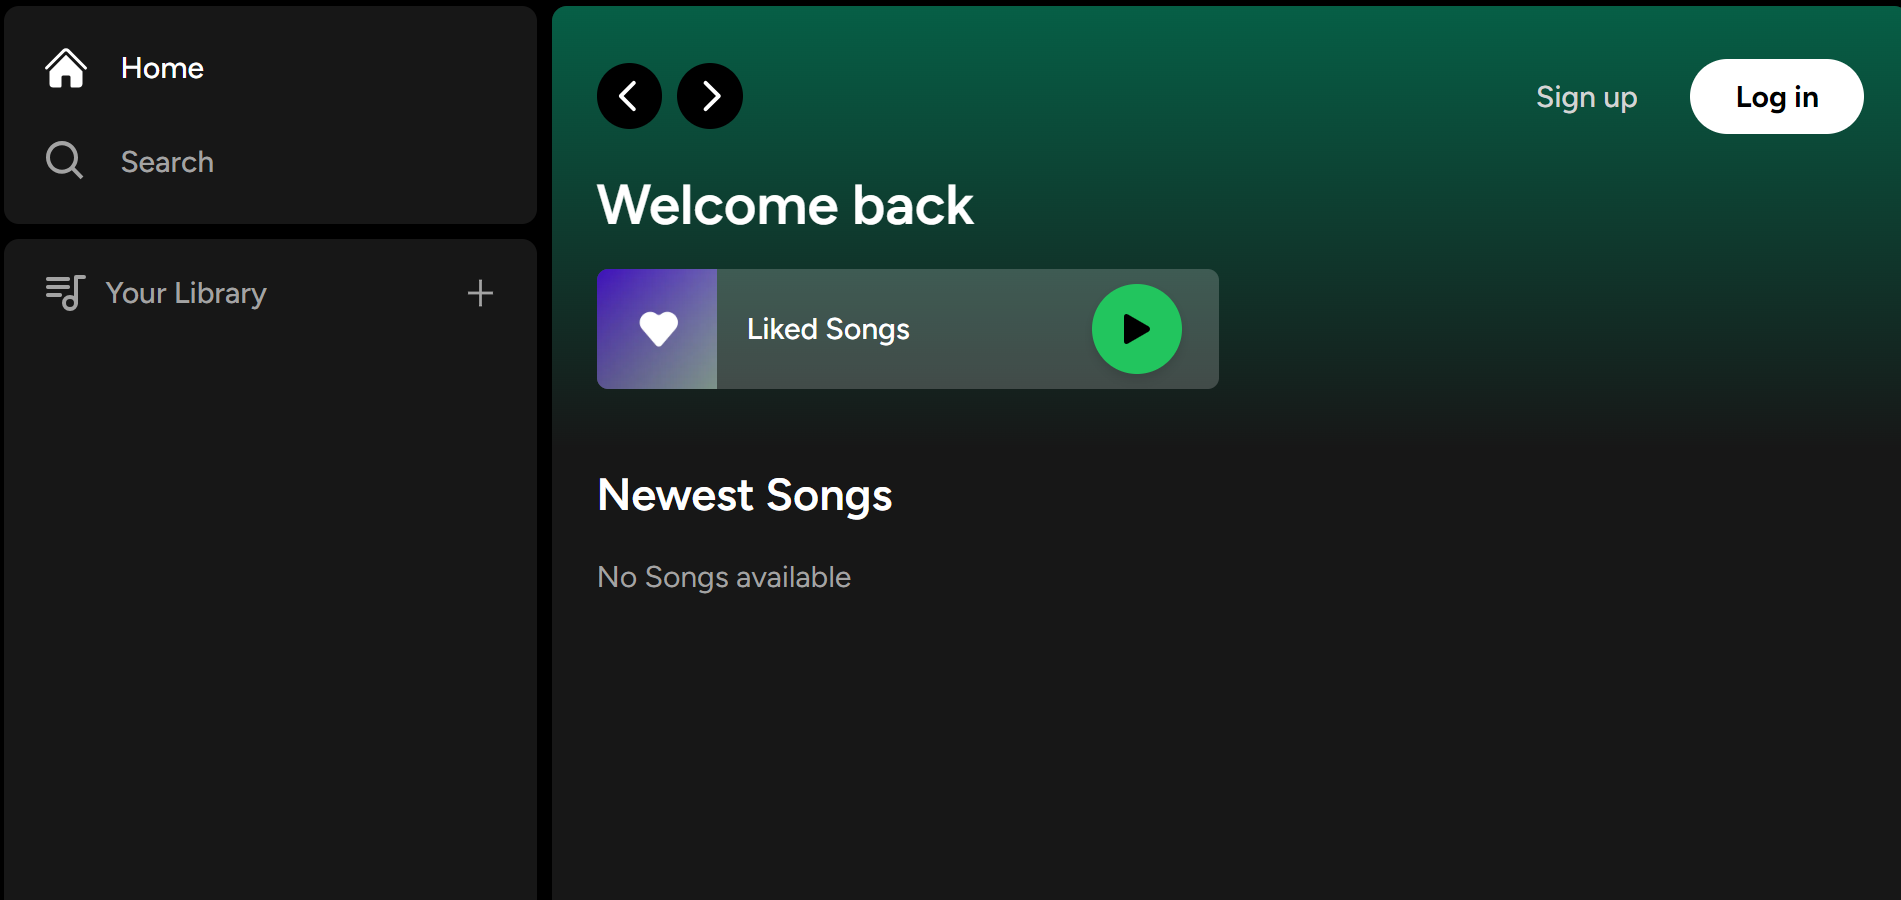 Home
Search
Your Library
Sign up
Log in
Welcome back
Liked Songs
Newest Songs
No Songs available